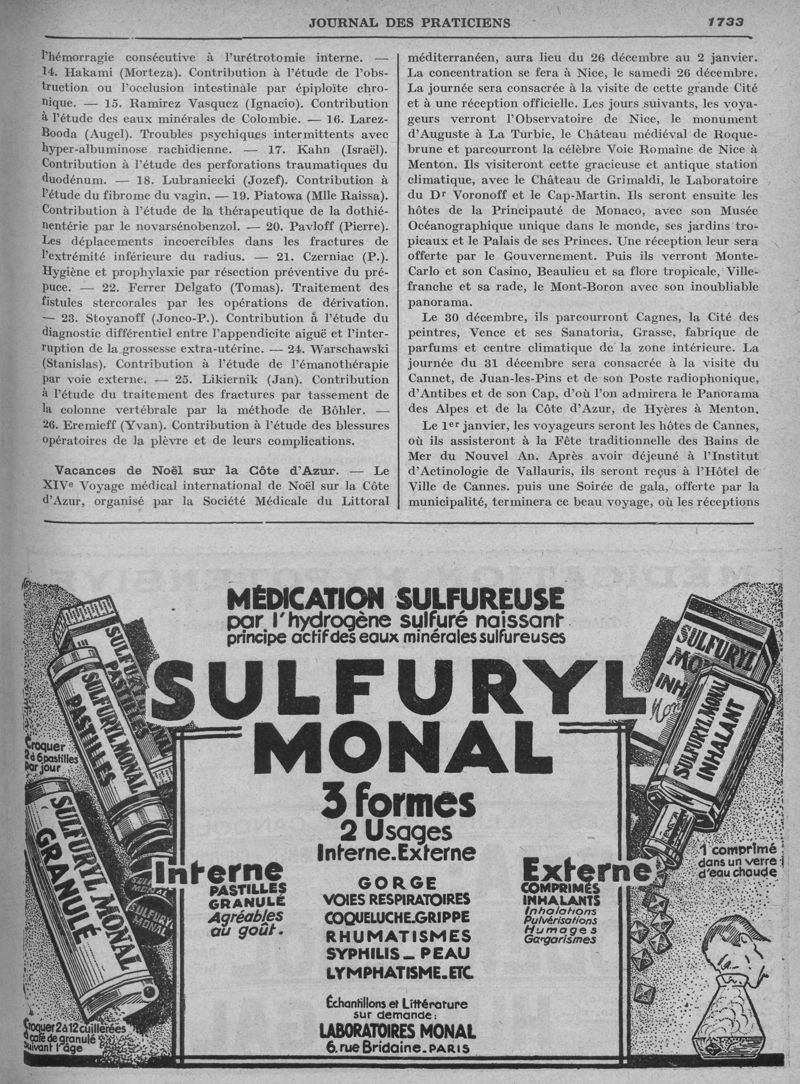 JOURNAL DES PRATICIENS 1733
l'hémorragie consécutive à l'urétrotomie interne. —
14. Hakami (Morteza). Contribution à l'étude de l'obs-
truction ou l'occlusion intestinale par épiploïte chro-
nique. — 15. Ramirez Vasquez (Ignacio). Contribution
à l'étude des eaux minérales de Colombie. — 16. Larez-
Booda (Augel). Troubles psychiques intermittents avec
hyper-albuminose rachidienne. — 17. Kahn (Israël).
Contribution à l'étude des perforations traumatiques du
duodénum. — 18. Lubraniecki (Jozef). Contribution à
l'étude du fibrome du vagin. — 19. Piatowa (Mlle Raissa).
Contribution à l'étude de la thérapeutique de la dothié-
nentérie par le novarsénobenzol. — 20. Pavloff (Pierre).
Les déplacements incoercibles dans les fractures de
l'extrémité inférieure du radius. — 21. Czerniac (P.).
Hygiène et prophylaxie par résection préventive du pré-
puce. — 22. Ferrer Delgato (Tomas). Traitement des
fistules stercorales par les opérations de dérivation.
— 23. Stoyanoff (Jonco-P.). Contribution à l'étude du
diagnostic différentiel entre l'appendicite aiguë et l'inter-
ruption de la grossesse extra-utérine. — 24. Warschawski
(Stanislas). Contribution à l'étude de l'émanothérapie
par voie externe. — 25. Likiernik (Jan). Contribution
à l'étude du traitement des fractures par tassement de
la colonne vertébrale par la méthode de Böhler. —
26. Eremieff (Yvan). Contribution à l'étude des blessures
opératoires de la plèvre et de leurs complications.
Vacances de Noël sur la Côte d'Azur. — Le
XIVe Voyage médical international de Noël sur la Côte
d'Azur, organisé par la Société Médicale du Littoral
méditerranéen, aura lieu du 26 décembre au 2 janvier.
La concentration se fera à Nice, le samedi 26 décembre.
La journée sera consacrée à la visite de cette grande Cité
et à une réception officielle. Les jours suivants, les voya-
geurs verront l'Observatoire de Nice, le monument
d'Auguste à La Turbie, le Château médiéval de Roque-
brune et parcourront la célèbre Voie Romaine de Nice à
Menton. Ils visiteront cette gracieuse et antique station
climatique, avec le Château de Grimaldi, le Laboratoire
du Dr Voronoff et le Cap-Martin. Ils seront ensuite les
hôtes de la Principauté de Monaco, avec son Musée
Océanographique unique dans le monde, ses jardins tro-
picaux et le Palais de ses Princes. Une réception leur sera
offerte par le Gouvernement. Puis ils verront Monte-
Carlo et son Casino, Beaulieu et sa flore tropicale, Ville-
franche et sa rade, le Mont-Boron avec son inoubliable
panorama.
Le 30 décembre, ils parcourront Cagnes, la Cité des
peintres, Vence et ses Sanatoria, Grasse, fabrique de
parfums et centre climatique de la zone intérieure. La
journée du 31 décembre sera consacrée à la visite du
Cannet, de Juan-les-Pins et de son Poste radiophonique,
d'Antibes et de son Cap, d'où l'on admirera le Panorama
des Alpes et de la Côte d'Azur, de Hyères à Menton.
Le 1er janvier, les voyageurs seront les hôtes de Cannes,
où ils assisteront à la Fête traditionnelle des Bains de
Mer du Nouvel An. Après avoir déjeuné à l'Institut
d'Actinologie de Vallauris, ils seront reçus à l'Hôtel de
Ville de Cannes. puis une Soirée de gala, offerte par la
municipalité, terminera ce beau voyage, où les réceptions
MÉDICATION SULFUREUSE
par l'hydrogène sulfuré naissant
principe actif des eaux minérales sulfureuses
SULFURYL
MONAL
3 formes
2 Usages
Interne.Externe
GORGE
VOIES RESPIRATOIRES
COQUELUCHE.GRIPPE
RHUMATISMES
SYPHILIS_PEAU
LYMPHATISME.ETC
Échantillons et Littérature
sur demande:
LABORATOIRES MONAL
6. rue Bridaine_PARIS
Interne
PASTILLES
GRANULÉ
Agréables
au goût.
Externe
COMPRIMÉS
INHALANTS
Inhalations
Pulvérisations
Humages
Gargarismes
SULFURYL
PASTILLES
MONAL
SULFURYL MONAL
PASTILLES
Croquer
2 à 6 pastilles
par jour
SULFURYL MONAL
GRANULÉ
SULFURYL
MONAL
Croquer 2 à 12 cuillerées
à café de granulé
suivant l'âge
SULFURYL
MO
INH
SULFURYL MONAL
INHALANT
1 comprimé
dans un verre
d'eau chaude